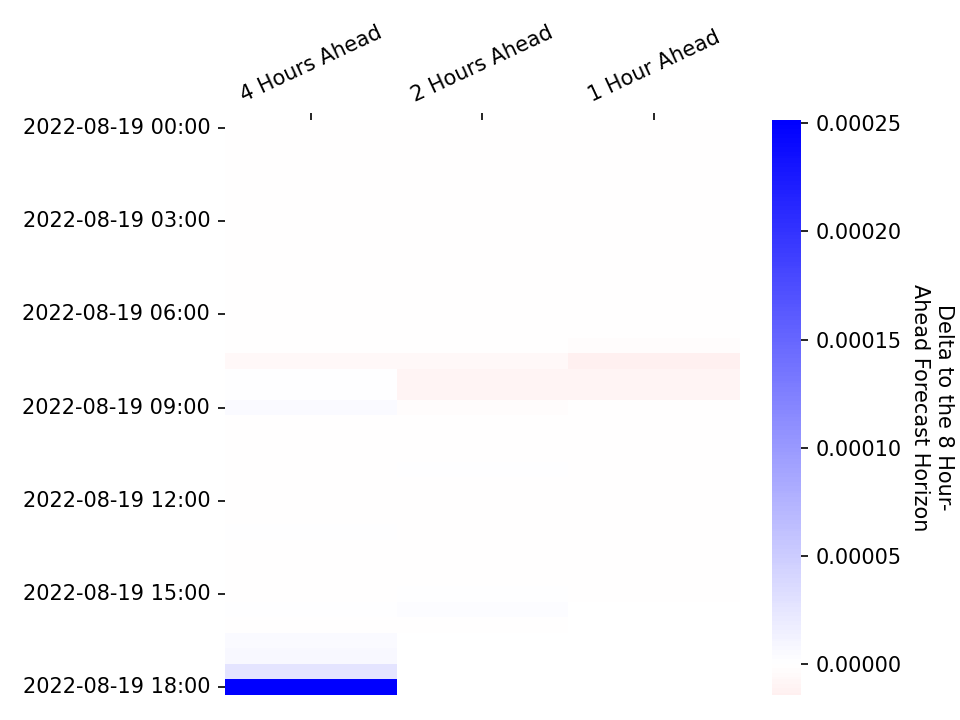 4 Hours Ahead
2 Hours Ahead
1 Hour Ahead
2022-08-19 00:00
2022-08-19 03:00
2022-08-19 06:00
2022-08-19 09:00
2022-08-19 12:00
2022-08-19 15:00
2022-08-19 18:00
0.00025
0.00020
0.00015
0.00010
0.00005
0.00000
Delta to the 8 Hour-
Ahead Forecast Horizon